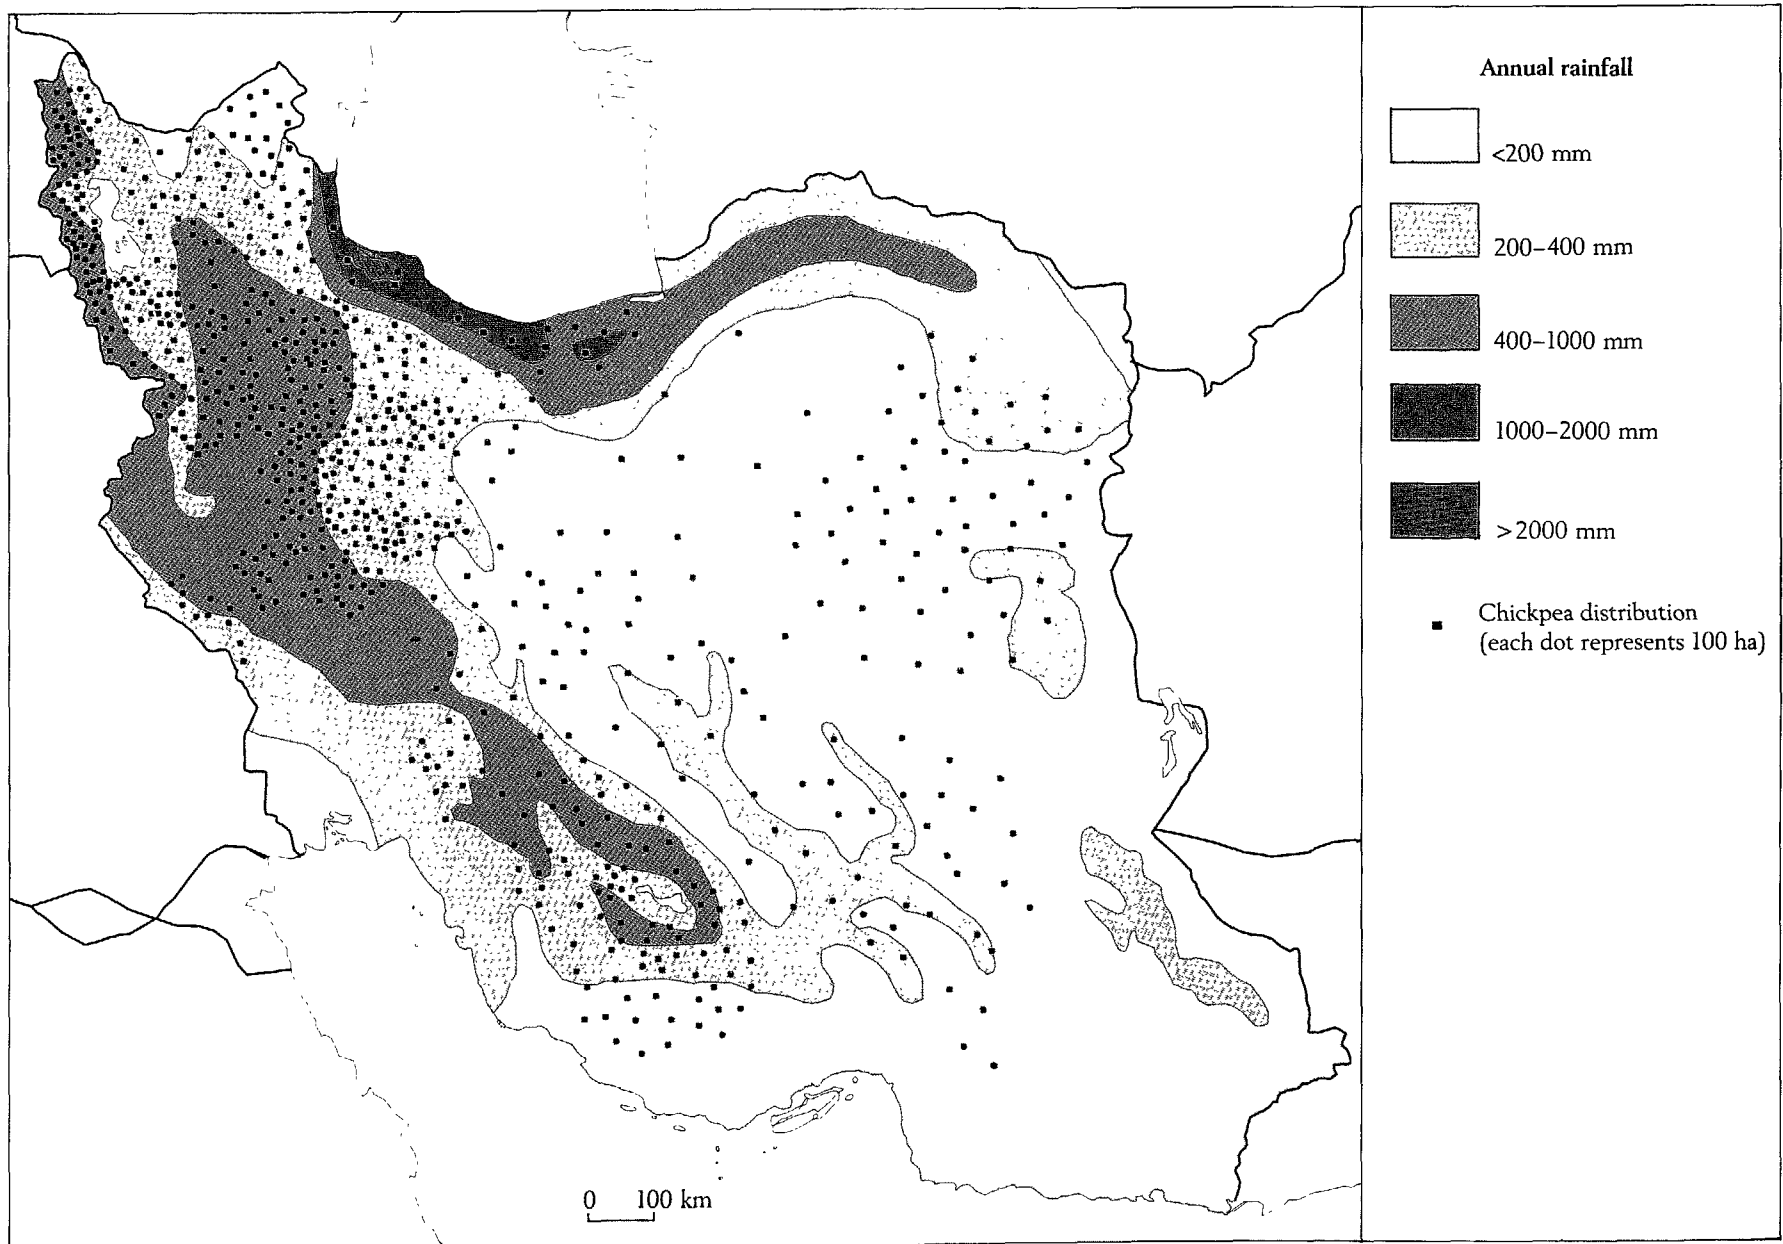 Annual rainfall
<200 mm
200–400 mm
400–1000 mm
1000–2000 mm
>2000 mm
Chickpea distribution
(each dot represents 100 ha)
0 100 km